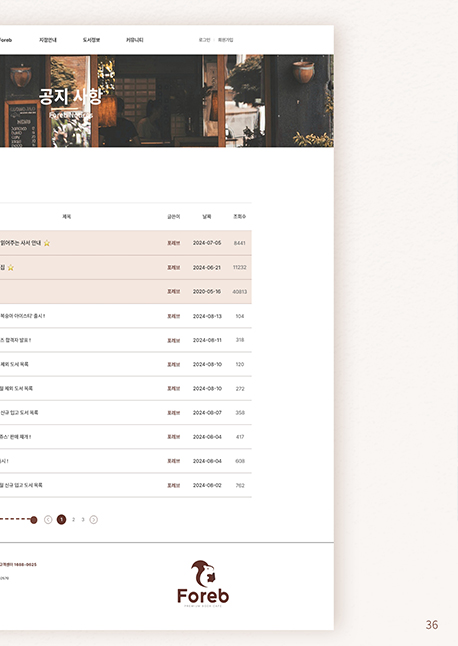 Foreb 지점안내 도서정보 커뮤니티 로그인 회원가입
공지 사항
제목 글쓴이 날짜 조회수
읽어주는 사서 안내 ⭐ 포레브 2024-07-05 8441
집 ⭐ 포레브 2024-06-21 11232
포레브 2020-05-16 40813
복숭아 아이스티' 출시 ! 포레브 2024-08-13 104
즈 합격자 발표 ! 포레브 2024-08-11 218
제외 도서 목록 포레브 2024-08-10 120
월 제외 도서 목록 포레브 2024-08-10 272
신규 입고 도서 목록 포레브 2024-08-07 358
쥬스' 판매 재개 ! 포레브 2024-08-04 417
시 ! 포레브 2024-08-04 608
월 신규 입고 도서 목록 포레브 2024-08-02 762
1 2 3
고객센터 1608-0025
Foreb
36